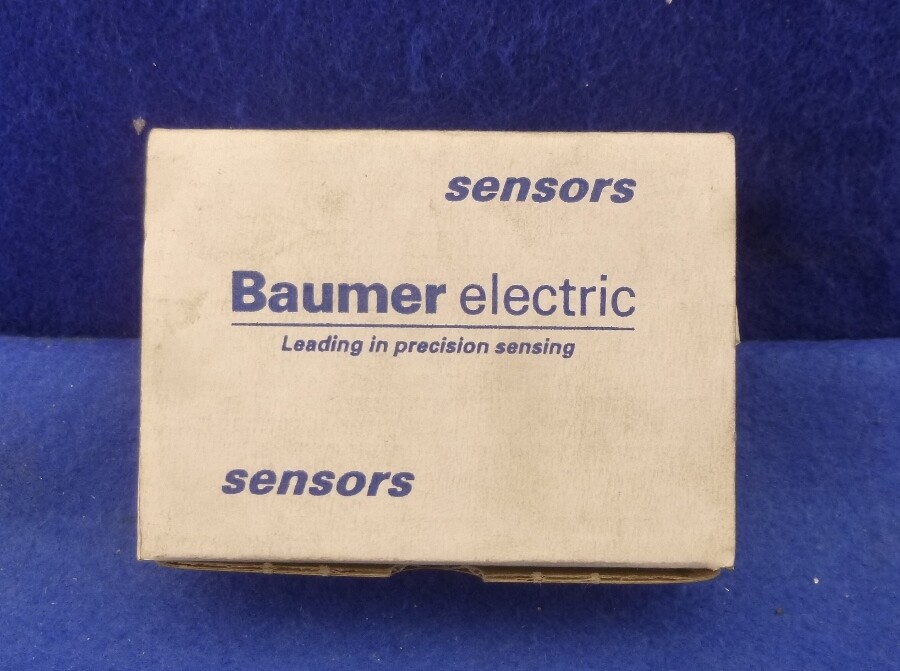 sensors
Baumer electric
Leading in precision sensing
sensors